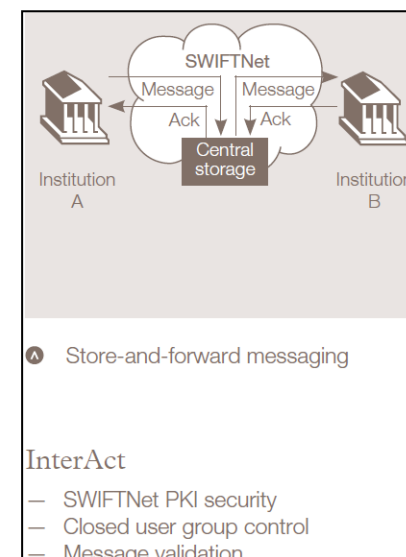 SWIFTNet
Message Message
Ack Ack
Central
storage
Institution Institution
A B
Store-and-forward messaging
InterAct
— SWIFTNet PKI security
— Closed user group control
— Message validation